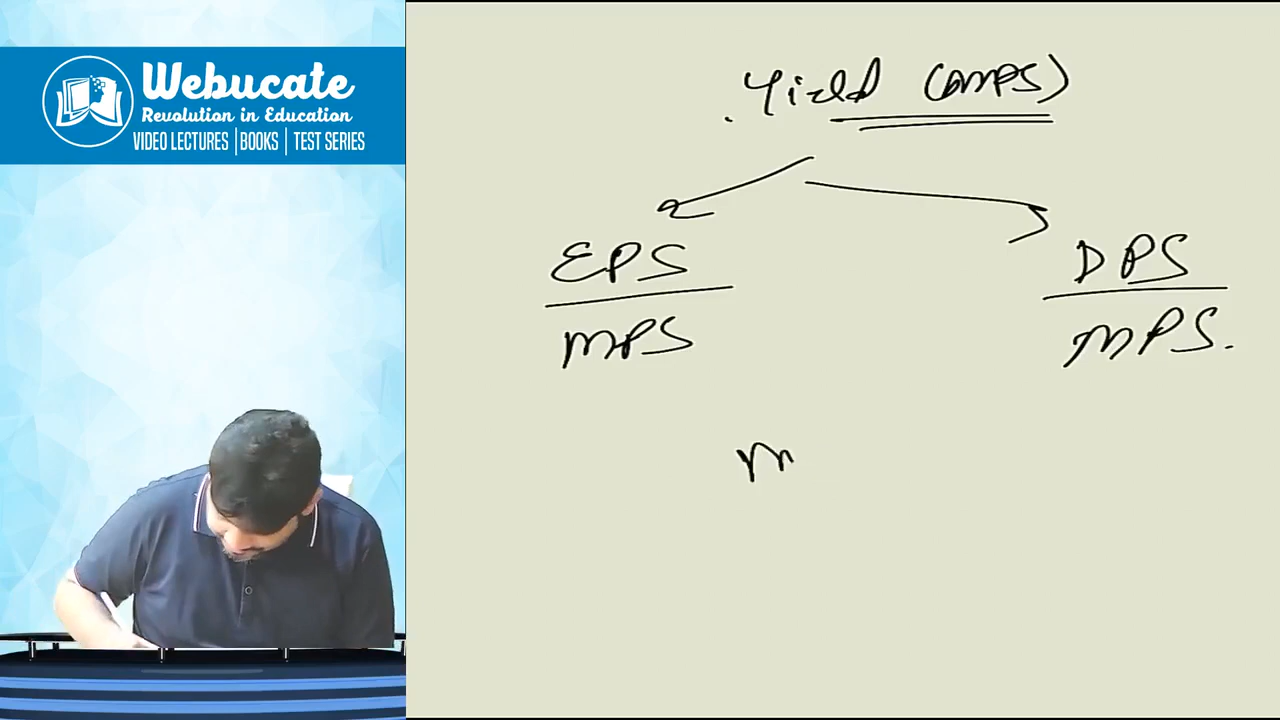 Webucate
Revolution in Education
VIDEO LECTURES | BOOKS | TEST SERIES
Yield (MPS)
EPS
MPS
DPS
MPS.
m